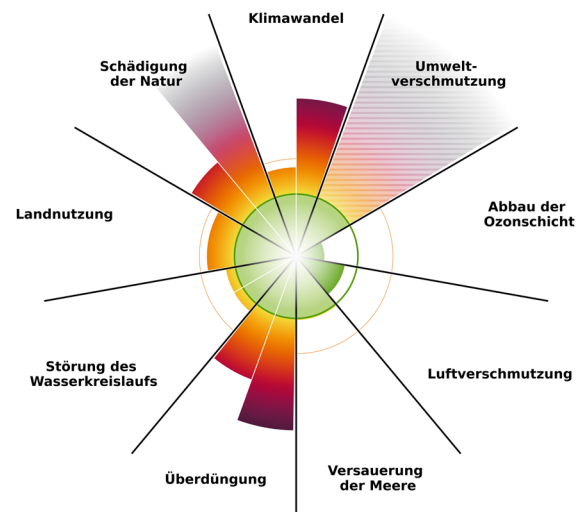 Klimawandel
Umwelt-
verschmutzung
Abbau der
Ozonschicht
Luftverschmutzung
Versauerung
der Meere
Überdüngung
Störung des
Wasserkreislaufs
Landnutzung
Schädigung
der Natur